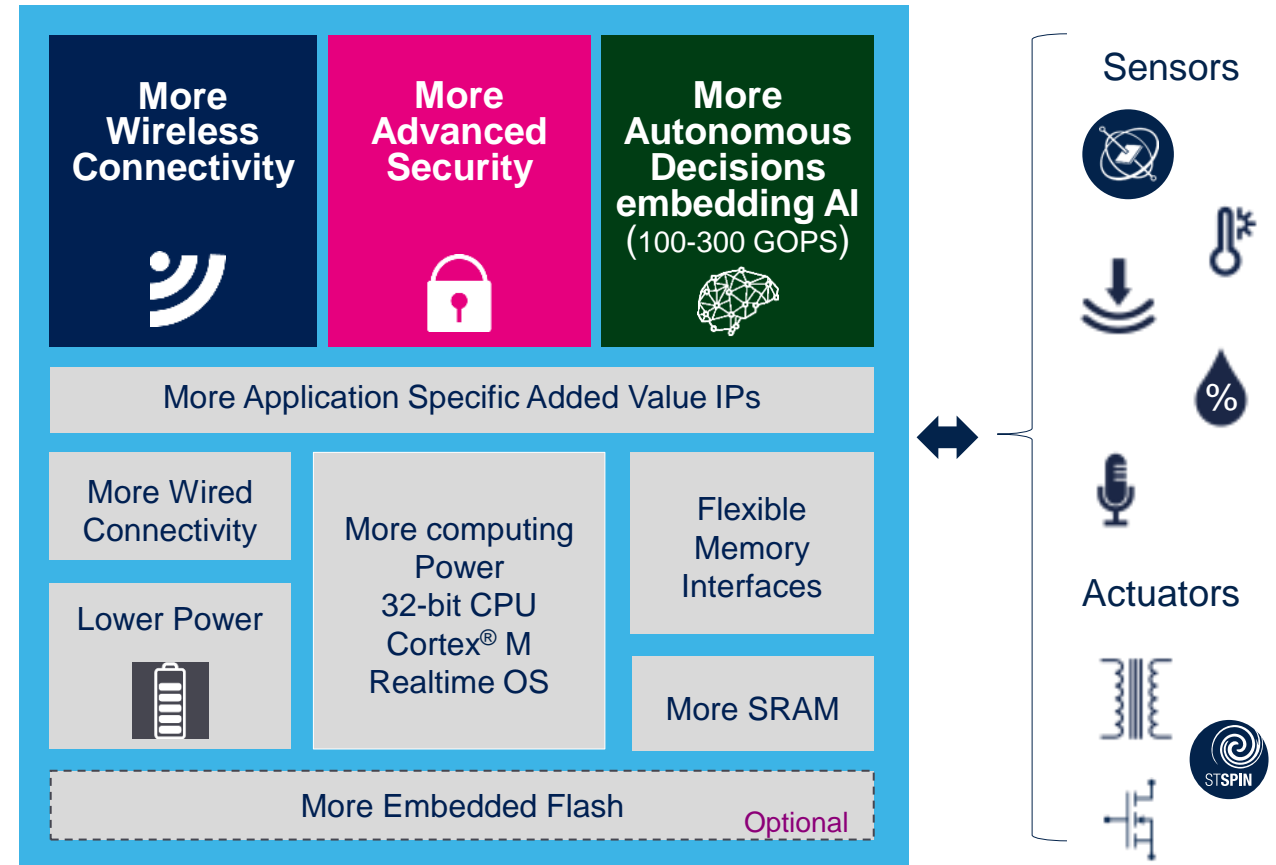 More
Wireless
Connectivity
More
Advanced
Security
More
Autonomous
Decisions
embedding AI
(100-300 GOPS)
More Application Specific Added Value IPs
More Wired
Connectivity
Lower Power
More computing
Power
32-bit CPU
Cortex® M
Realtime OS
Flexible
Memory
Interfaces
More SRAM
More Embedded Flash
Optional
Sensors
%
Actuators
STSPIN